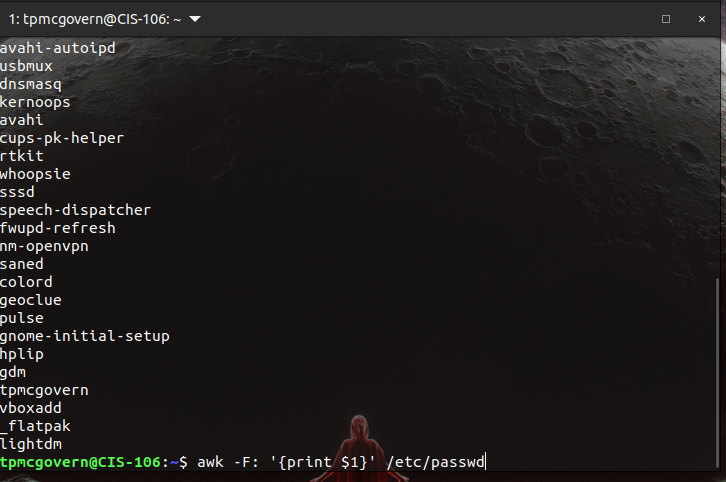 1: tpmcgovern@CIS-106: ~
avahi-autoipd
usbmux
dnsmasq
kernoops
avahi
cups-pk-helper
rtkit
whoopsie
sssd
speech-dispatcher
fwupd-refresh
nm-openvpn
saned
colord
geoclue
pulse
gnome-initial-setup
hplip
gdm
tpmcgovern
vboxadd
_flatpak
lightdm
tpmcgovern@CIS-106:~$ awk -F: '{print $1}' /etc/passwd